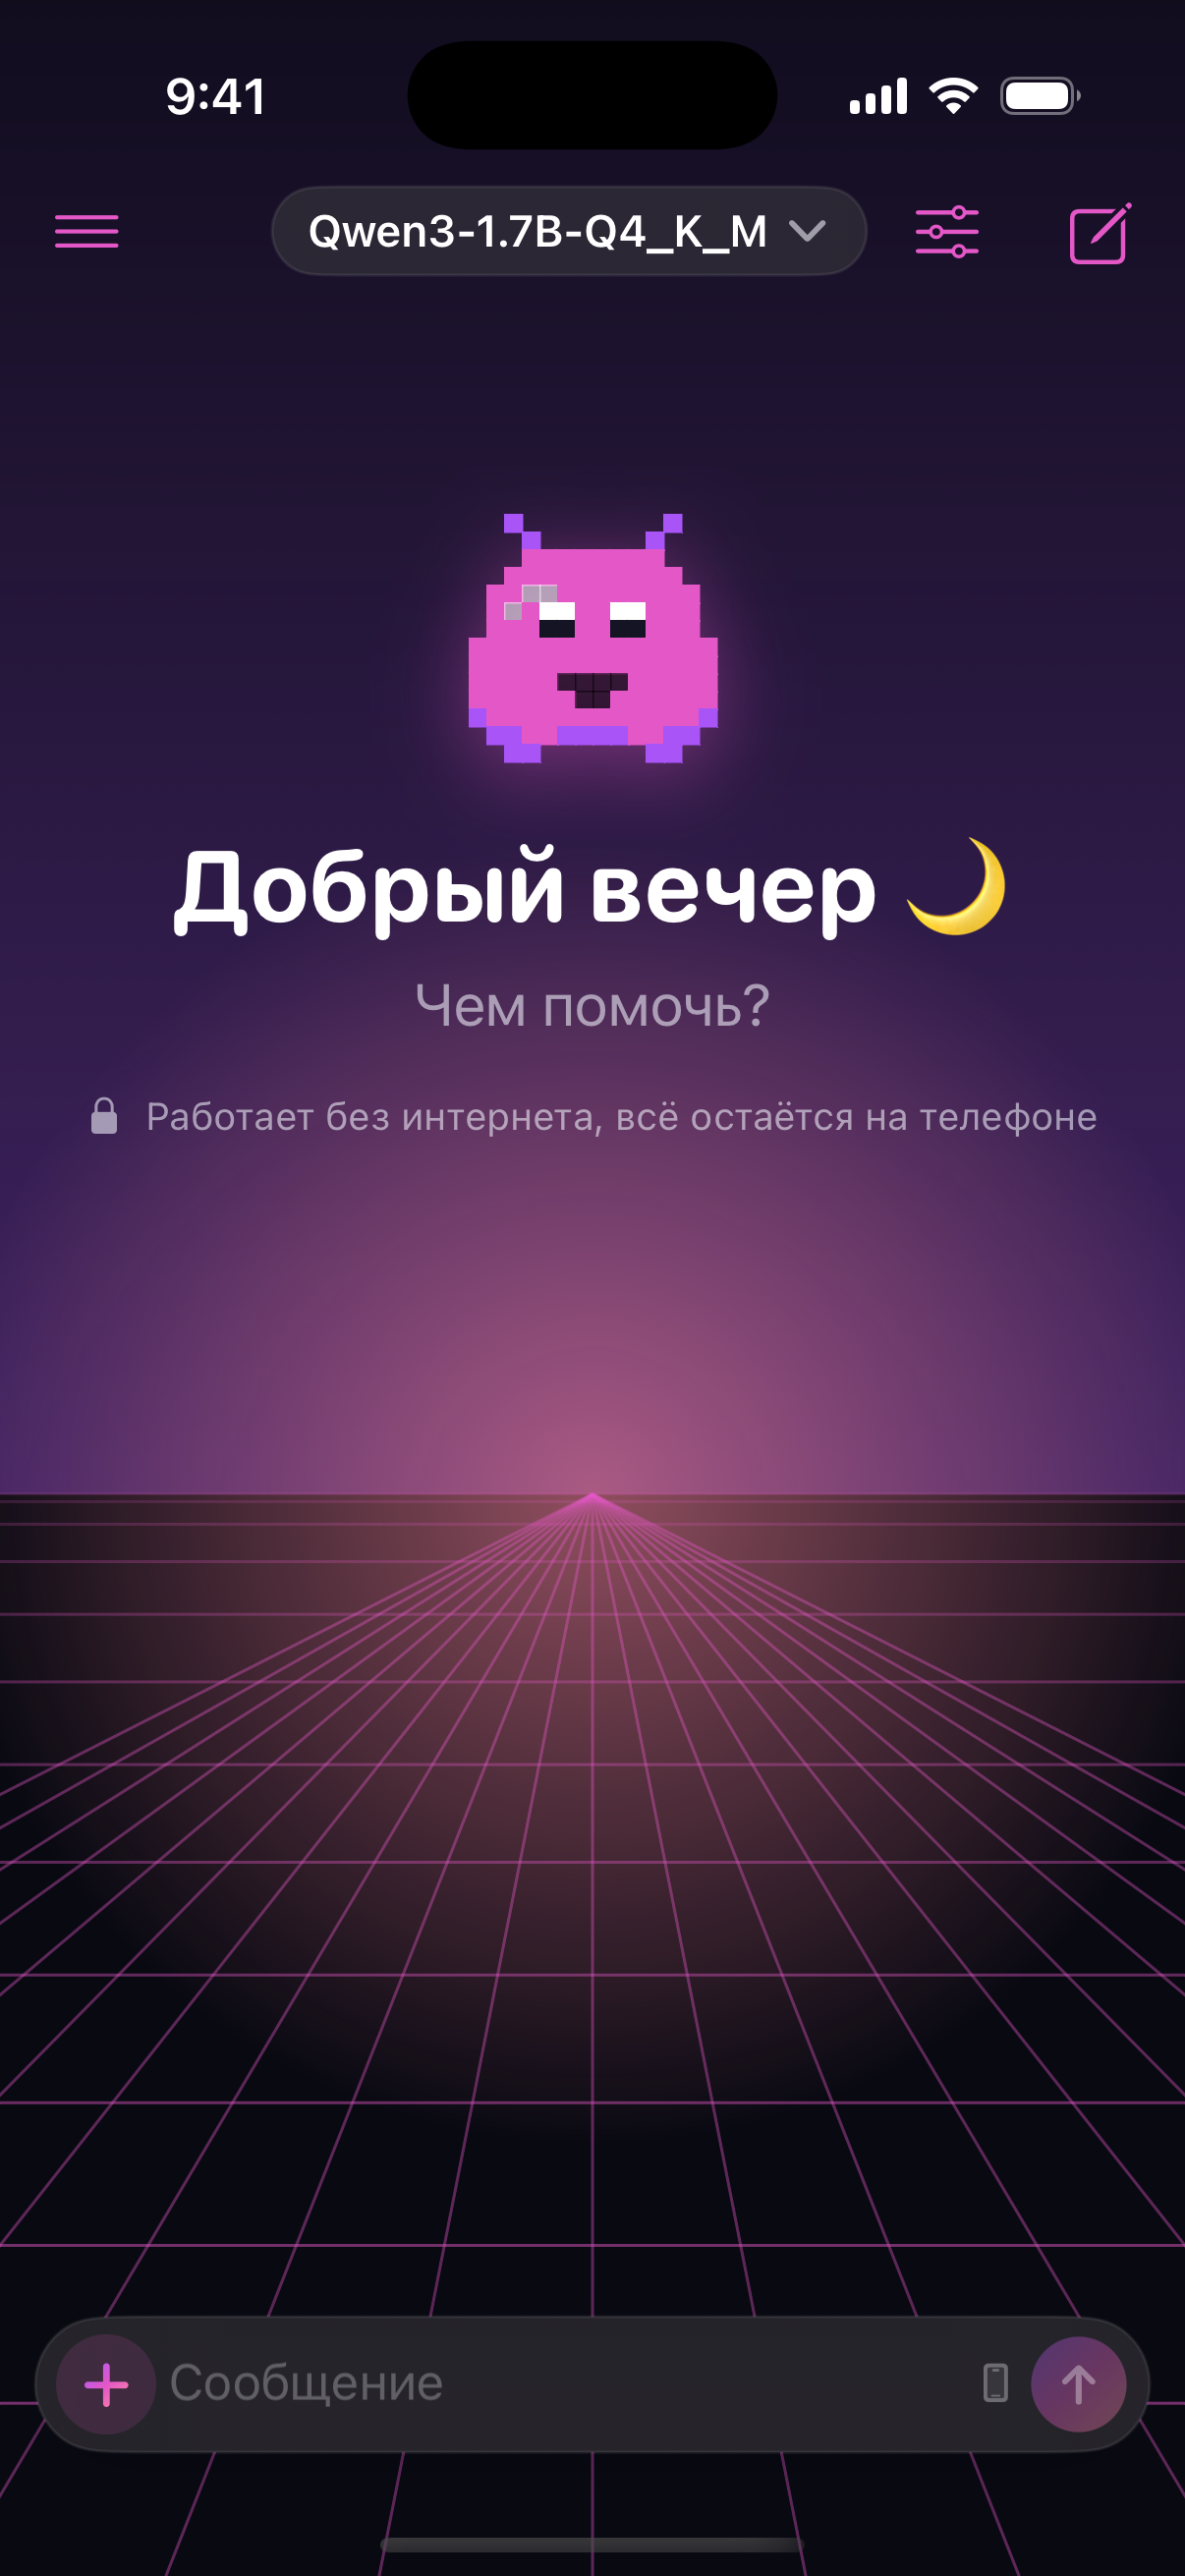 9:41
Qwen3-1.7B-Q4_K_M
Добрый вечер 🌙
Чем помочь?
Работает без интернета, всё остаётся на телефоне
Сообщение